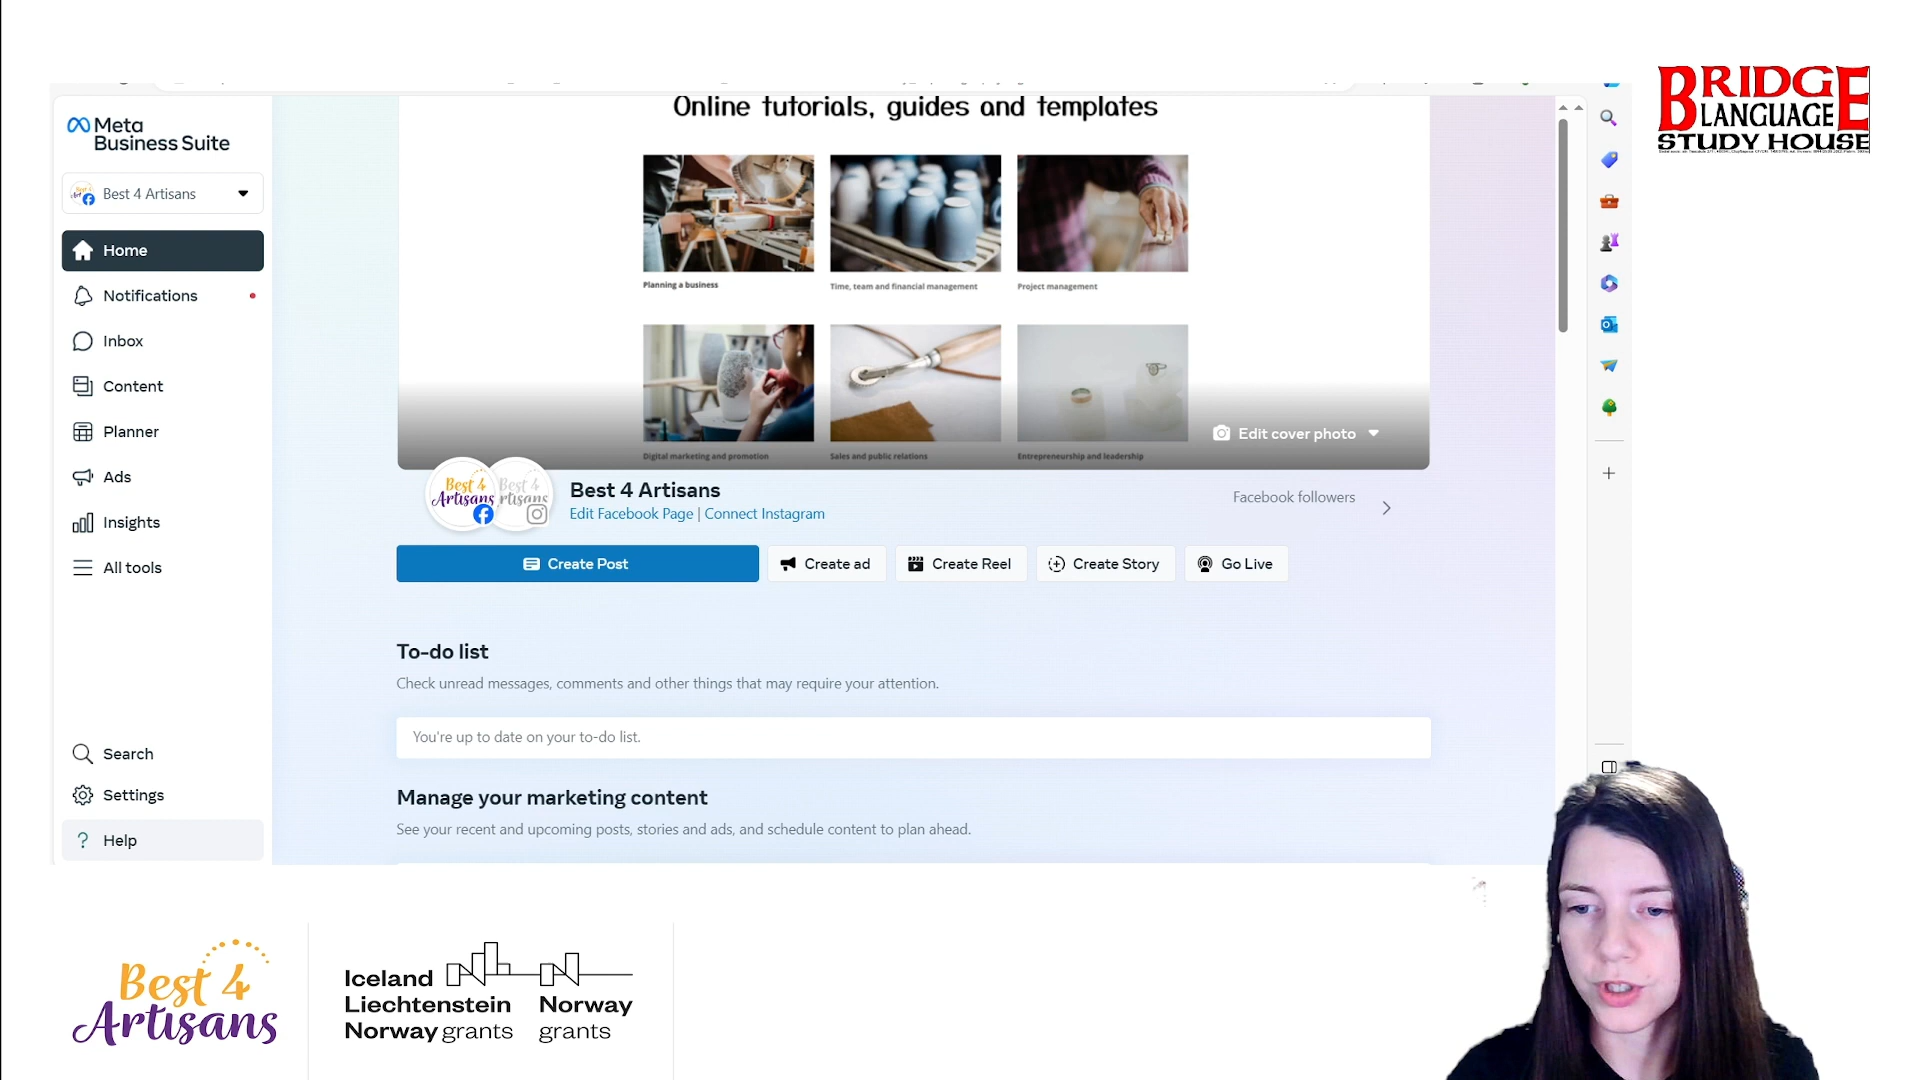 BRIDGE
LANGUAGE
STUDY HOUSE
Meta
Business Suite
Best 4 Artisans
Home
Notifications
Inbox
Content
Planner
Ads
Insights
All tools
Search
Settings
Help
Online tutorials, guides and templates
Planning a business
Time, team and financial management
Project management
Digital marketing and promotion
Sales and public relations
Entrepreneurship and leadership
Edit cover photo
Best 4
Artisans
Best 4
rtisans
Best 4 Artisans
Edit Facebook Page | Connect Instagram
Facebook followers
Create Post
Create ad
Create Reel
Create Story
Go Live
To-do list
Check unread messages, comments and other things that may require your attention.
You're up to date on your to-do list.
Manage your marketing content
See your recent and upcoming posts, stories and ads, and schedule content to plan ahead.
Best 4
Artisans
Iceland
Liechtenstein
Norway grants
Norway
grants